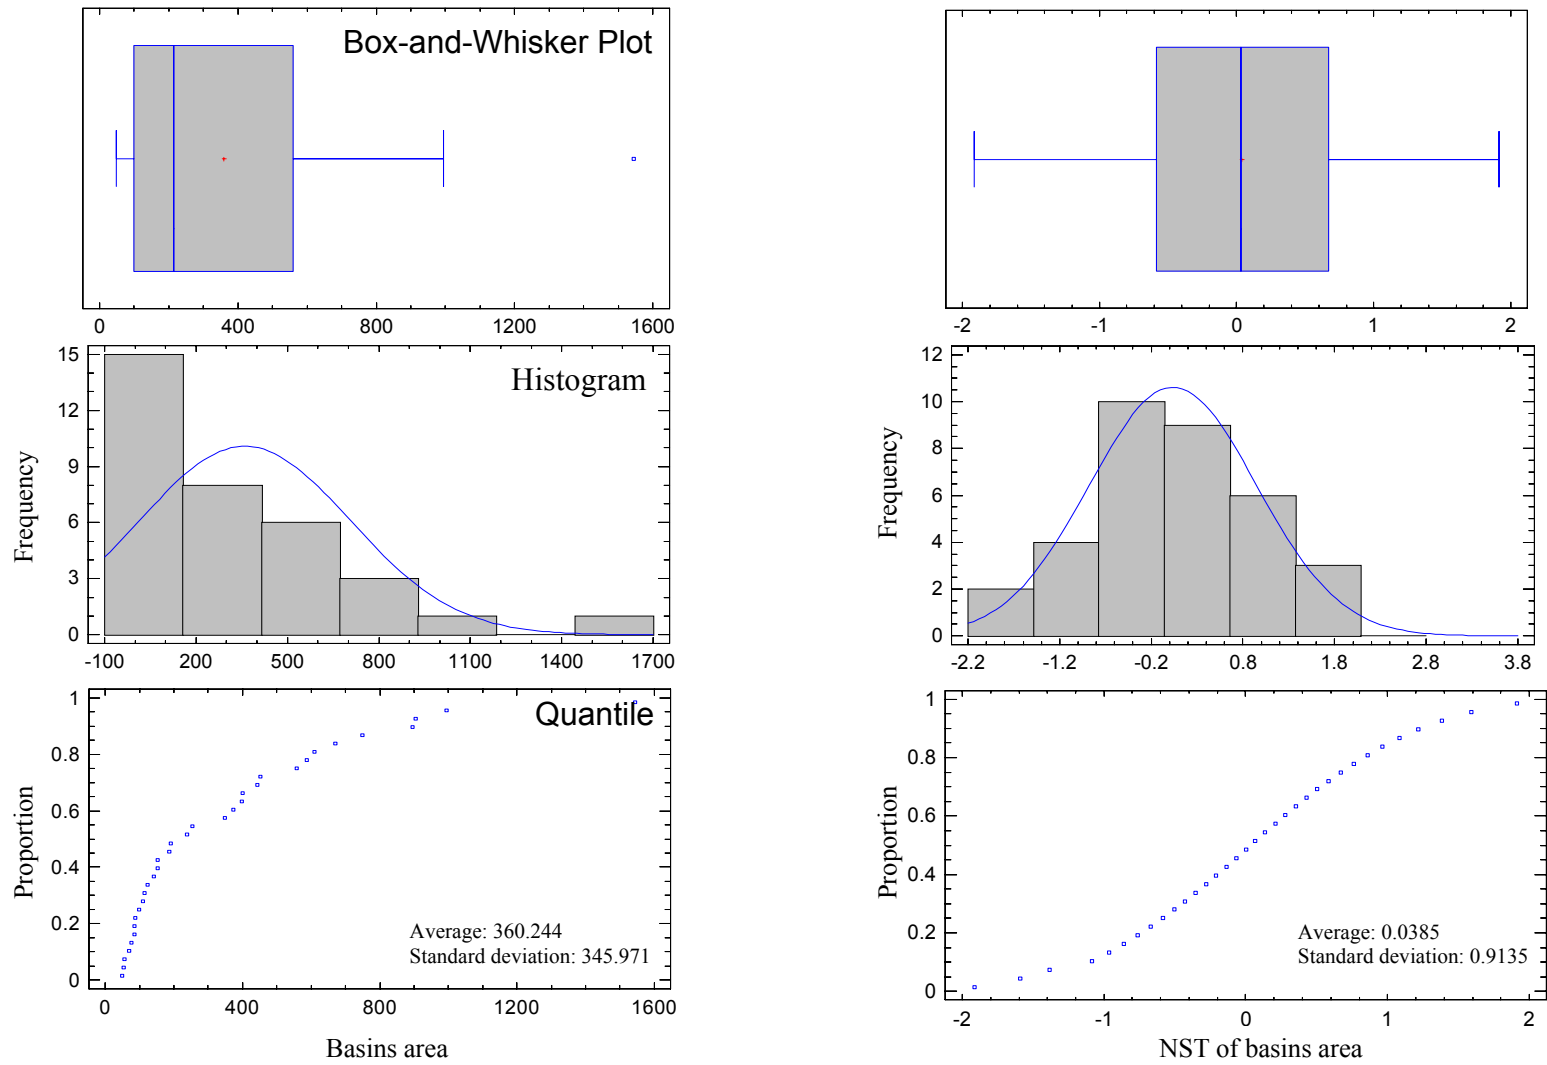 Box-and-Whisker Plot
0 400 800 1200 1600
-2 -1 0 1 2
Histogram
Frequency
15
12
9
6
3
0
-100 200 500 800 1100 1400 1700
Frequency
12
10
8
6
4
2
0
-2.2 -1.2 -0.2 0.8 1.8 2.8 3.8
Quantile
Proportion
1
0.8
0.6
0.4
0.2
0
Average: 360.244
Standard deviation: 345.971
0 400 800 1200 1600
Basins area
Proportion
1
0.8
0.6
0.4
0.2
0
Average: 0.0385
Standard deviation: 0.9135
-2 -1 0 1 2
NST of basins area